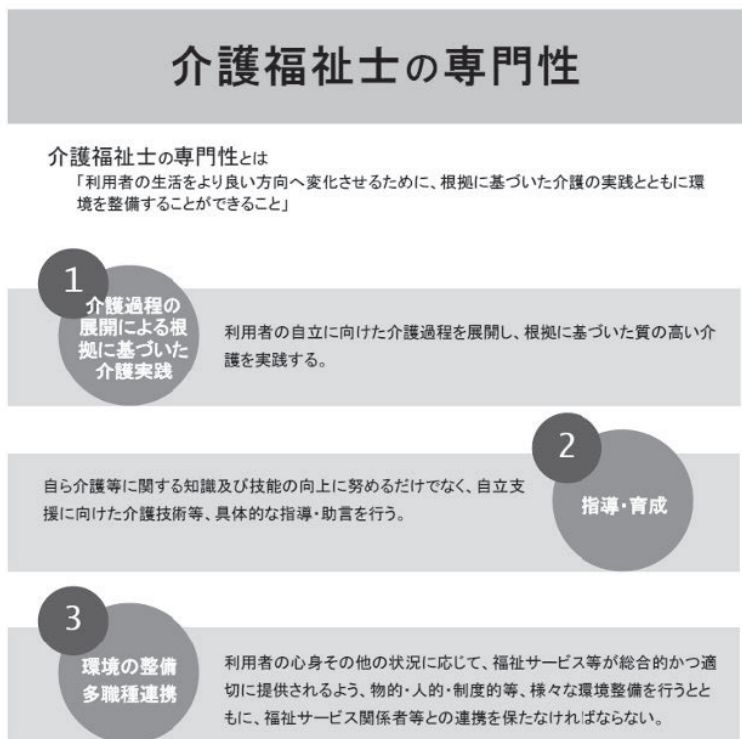 介護福祉士の専門性
介護福祉士の専門性とは
「利用者の生活をより良い方向へ変化させるために、根拠に基づいた介護の実践とともに環
境を整備することができること」
1
介護過程の
展開による根
拠に基づいた
介護実践
利用者の自立に向けた介護過程を展開し、根拠に基づいた質の高い介
護を実践する。
2
指導・育成
自ら介護等に関する知識及び技能の向上に努めるだけでなく、自立支
援に向けた介護技術等、具体的な指導・助言を行う。
3
環境の整備
多職種連携
利用者の心身その他の状況に応じて、福祉サービス等が総合的かつ適
切に提供されるよう、物的・人的・制度的等、様々な環境整備を行うとと
もに、福祉サービス関係者等との連携を保たなければならない。